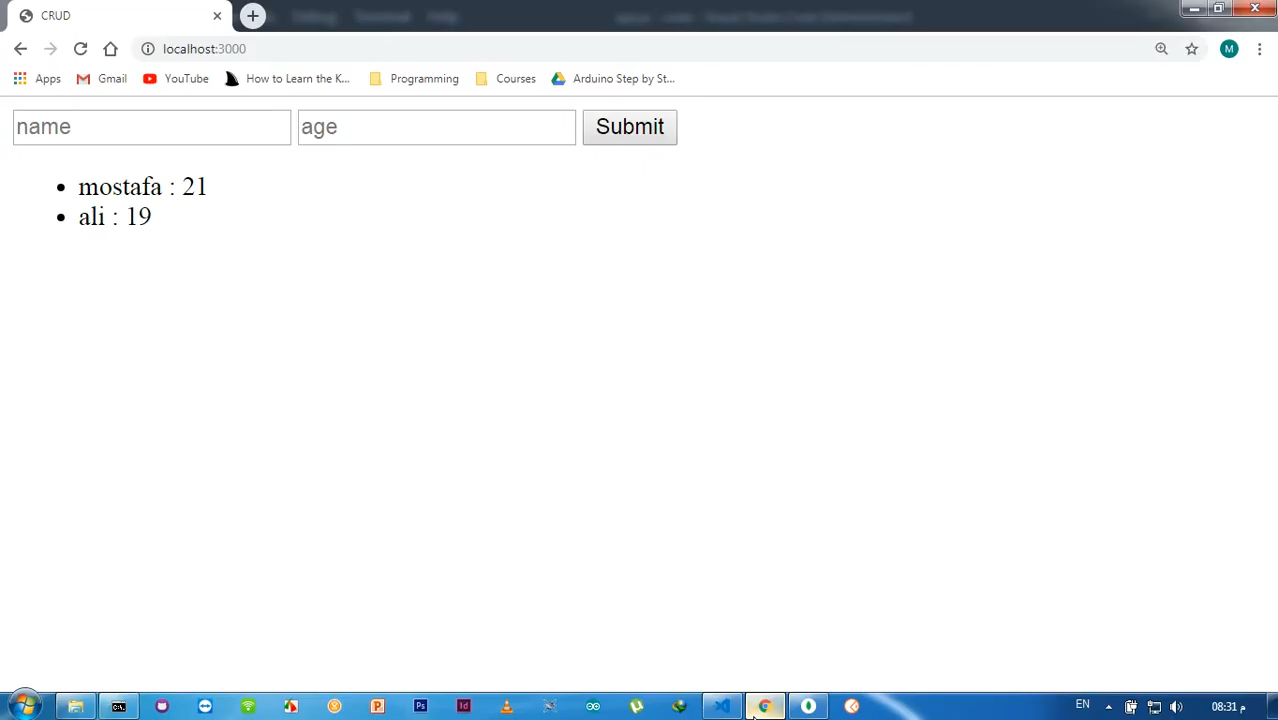 CRUD
localhost:3000
M
Apps Gmail YouTube How to Learn the K... Programming Courses Arduino Step by St...
name age Submit
• mostafa : 21
• ali : 19
EN 08:31 م